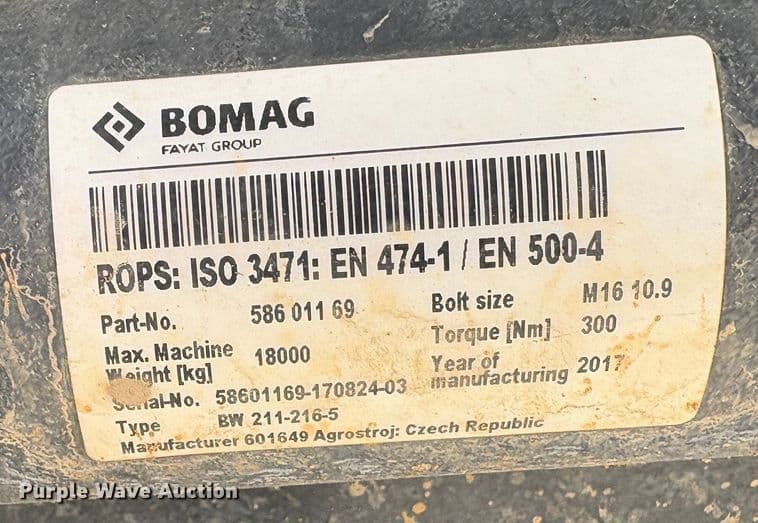 BOMAG
FAYAT GROUP
ROPS: ISO 3471: EN 474-1 / EN 500-4
Part-No. 586 011 69 Bolt size M16 10.9
Max. Machine Weight [kg] 18000 Torque [Nm] 300
Serial-No. 58601169-170824-03 Year of manufacturing 2017
Type BW 211-216-5
Manufacturer 601649 Agrostroj: Czech Republic
Purple Wave Auction